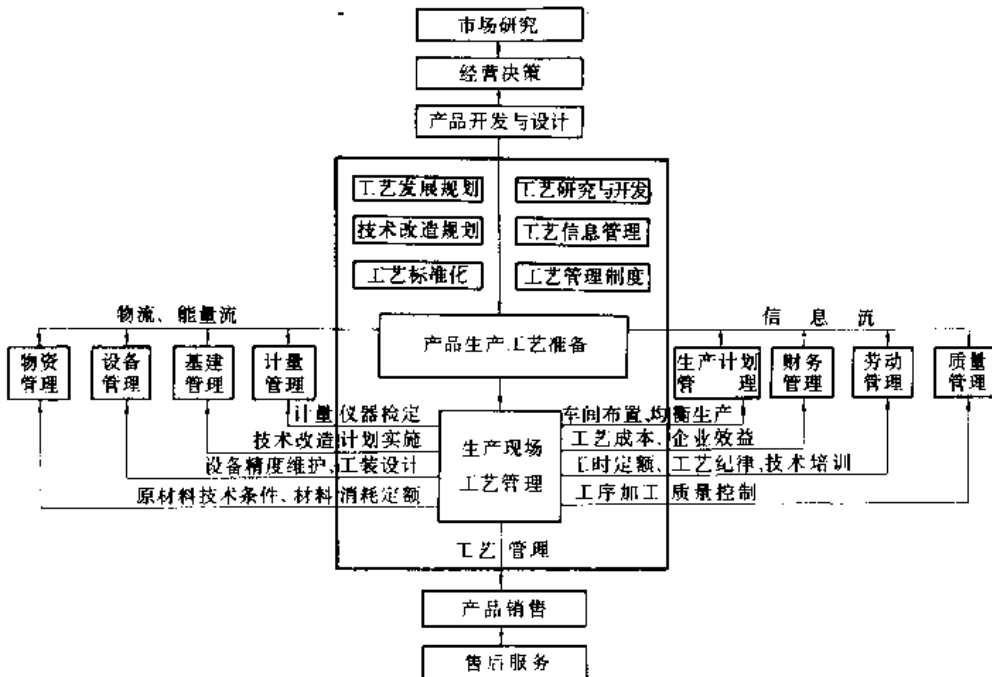 市场研究
经营决策
产品开发与设计
工艺发展规划
工艺研究与开发
技术改造规划
工艺信息管理
工艺标准化
工艺管理制度
物流、能量流
信息流
产品生产工艺准备
物资管理
设备管理
基建管理
计量管理
生产计划管理
财务管理
劳动管理
质量管理
计量仪器检定
车间布置、均衡生产
技术改造计划实施
工艺成本、企业效益
设备精度维护、工装设计
工时定额、工艺纪律,技术培训
原材料技术条件、材料消耗定额
工序加工质量控制
生产现场
工艺管理
工艺管理
产品销售
售后服务